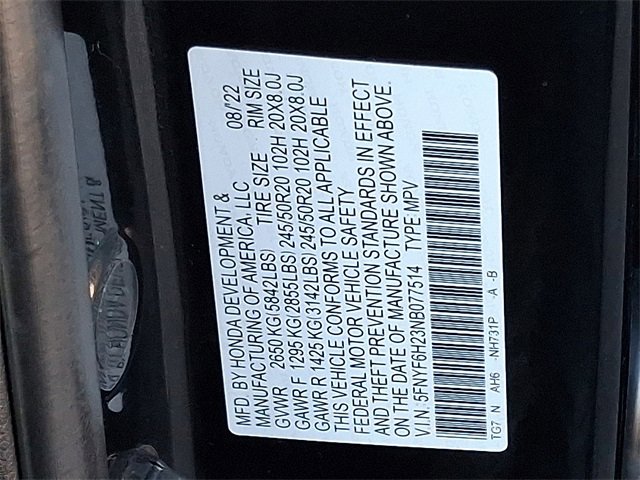 MFD. BY HONDA DEVELOPMENT & 08/22
MANUFACTURING OF AMERICA, LLC
GVWR 2650 KG(5842LBS) TIRE SIZE RIM SIZE
GAWR F 1295 KG(2855LBS) 245/50R20 102H 20X8.0J
GAWR R 1425 KG(3142LBS) 245/50R20 102H 20X8.0J
THIS VEHICLE CONFORMS TO ALL APPLICABLE
FEDERAL MOTOR VEHICLE SAFETY
AND THEFT PREVENTION STANDARDS IN EFFECT
ON THE DATE OF MANUFACTURE SHOWN ABOVE.
V.I.N: 5FNYF6H23NB077514 TYPE: MPV
TG7 N AH6 NH731P A -B